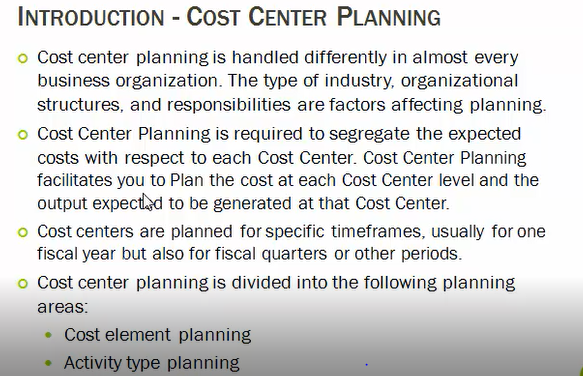 INTRODUCTION - COST CENTER PLANNING
Cost center planning is handled differently in almost every
business organization. The type of industry, organizational
structures, and responsibilities are factors affecting planning.
Cost Center Planning is required to segregate the expected
costs with respect to each Cost Center. Cost Center Planning
facilitates you to Plan the cost at each Cost Center level and the
output expected to be generated at that Cost Center.
Cost centers are planned for specific timeframes, usually for one
fiscal year but also for fiscal quarters or other periods.
Cost center planning is divided into the following planning
areas:
Cost element planning
Activity type planning